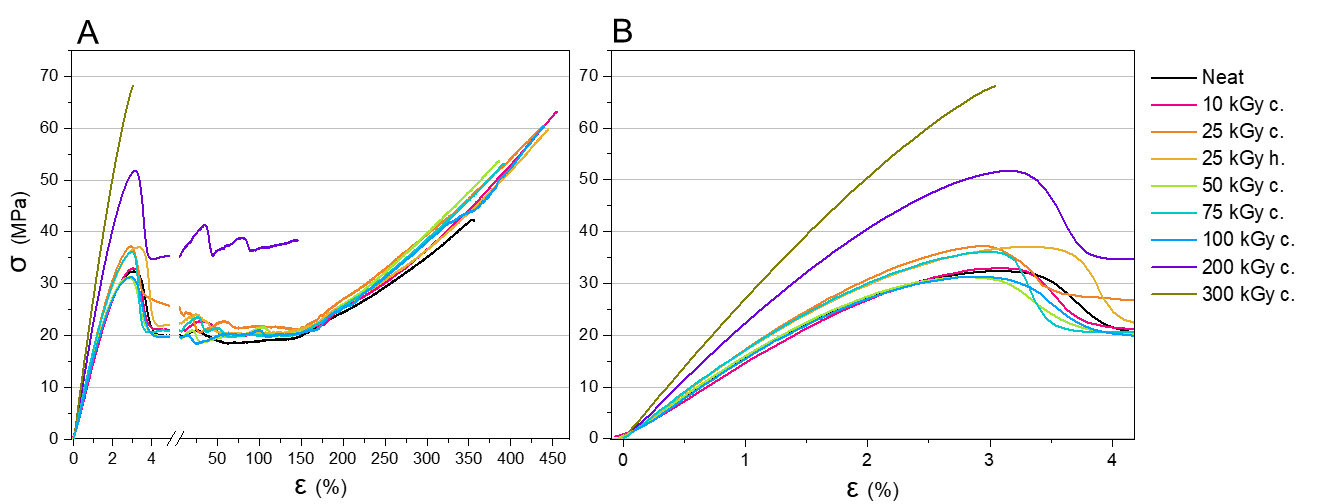 A
B
70
60
50
40
30
20
10
0
σ (MPa)
0 2 4 50 100 150 200 250 300 350 400 450
ε (%)
70
60
50
40
30
20
10
0
0 1 2 3 4
ε (%)
Neat
10 kGy c.
25 kGy c.
25 kGy h.
50 kGy c.
75 kGy c.
100 kGy c.
200 kGy c.
300 kGy c.